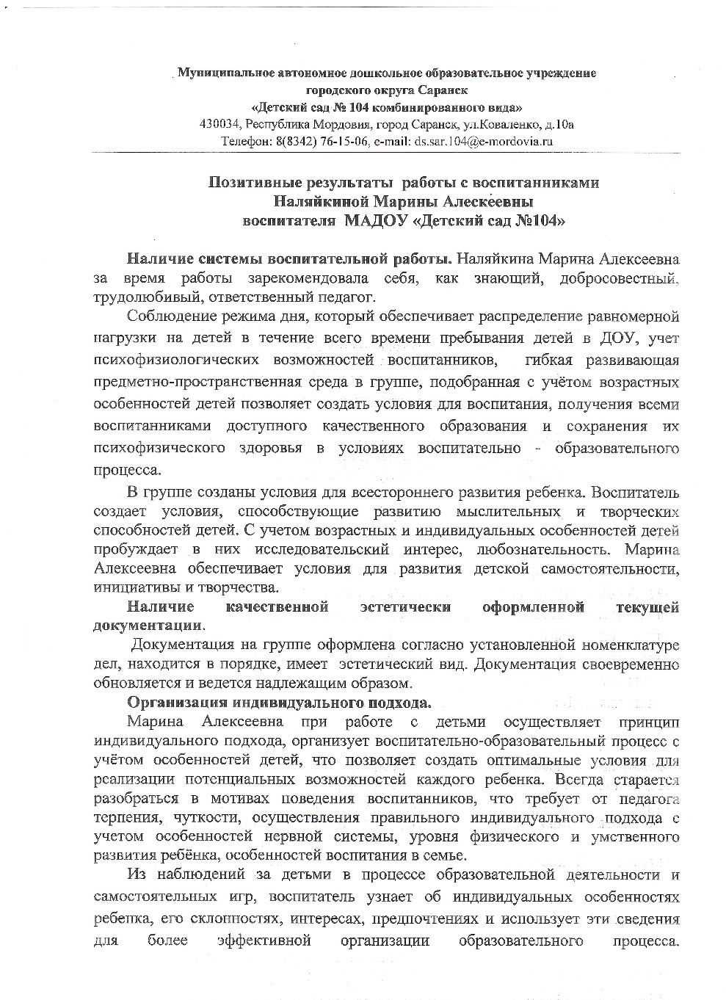 Муниципальное автономное дошкольное образовательное учреждение
городского округа Саранск
«Детский сад № 104 комбинированного вида»
430034, Республика Мордовия, город Саранск, ул.Коваленко, д.10а
Телефон: 8(8342) 76-15-06, e-mail: ds.sar.104@e-mordovia.ru
Позитивные результаты работы с воспитанниками
Наляйкиной Марины Алескеевны
воспитателя МАДОУ «Детский сад №104»
Наличие системы воспитательной работы. Наляйкина Марина Алексеевна
за время работы зарекомендовала себя, как знающий, добросовестный,
трудолюбивый, ответственный педагог.
Соблюдение режима дня, который обеспечивает распределение равномерной
нагрузки на детей в течение всего времени пребывания детей в ДОУ, учет
психофизиологических возможностей воспитанников, гибкая развивающая
предметно-пространственная среда в группе, подобранная с учётом возрастных
особенностей детей позволяет создать условия для воспитания, получения всеми
воспитанниками доступного качественного образования и сохранения их
психофизического здоровья в условиях воспитательно - образовательного
процесса.
В группе созданы условия для всестороннего развития ребенка. Воспитатель
создает условия, способствующие развитию мыслительных и творческих
способностей детей. С учетом возрастных и индивидуальных особенностей детей
пробуждает в них исследовательский интерес, любознательность. Марина
Алексеевна обеспечивает условия для развития детской самостоятельности,
инициативы и творчества.
Наличие качественной эстетически оформленной текущей
документации.
Документация на группе оформлена согласно установленной номенклатуре
дел, находится в порядке, имеет эстетический вид. Документация своевременно
обновляется и ведется надлежащим образом.
Организация индивидуального подхода.
Марина Алексеевна при работе с детьми осуществляет принцип
индивидуального подхода, организует воспитательно-образовательный процесс с
учётом особенностей детей, что позволяет создать оптимальные условия для
реализации потенциальных возможностей каждого ребенка. Всегда старается
разобраться в мотивах поведения воспитанников, что требует от педагога
терпения, чуткости, осуществления правильного индивидуального подхода с
учетом особенностей нервной системы, уровня физического и умственного
развития ребёнка, особенностей воспитания в семье.
Из наблюдений за детьми в процессе образовательной деятельности и
самостоятельных игр, воспитатель узнает об индивидуальных особенностях
ребенка, его склонностях, интересах, предпочтениях и использует эти сведения
для более эффективной организации образовательного процесса.